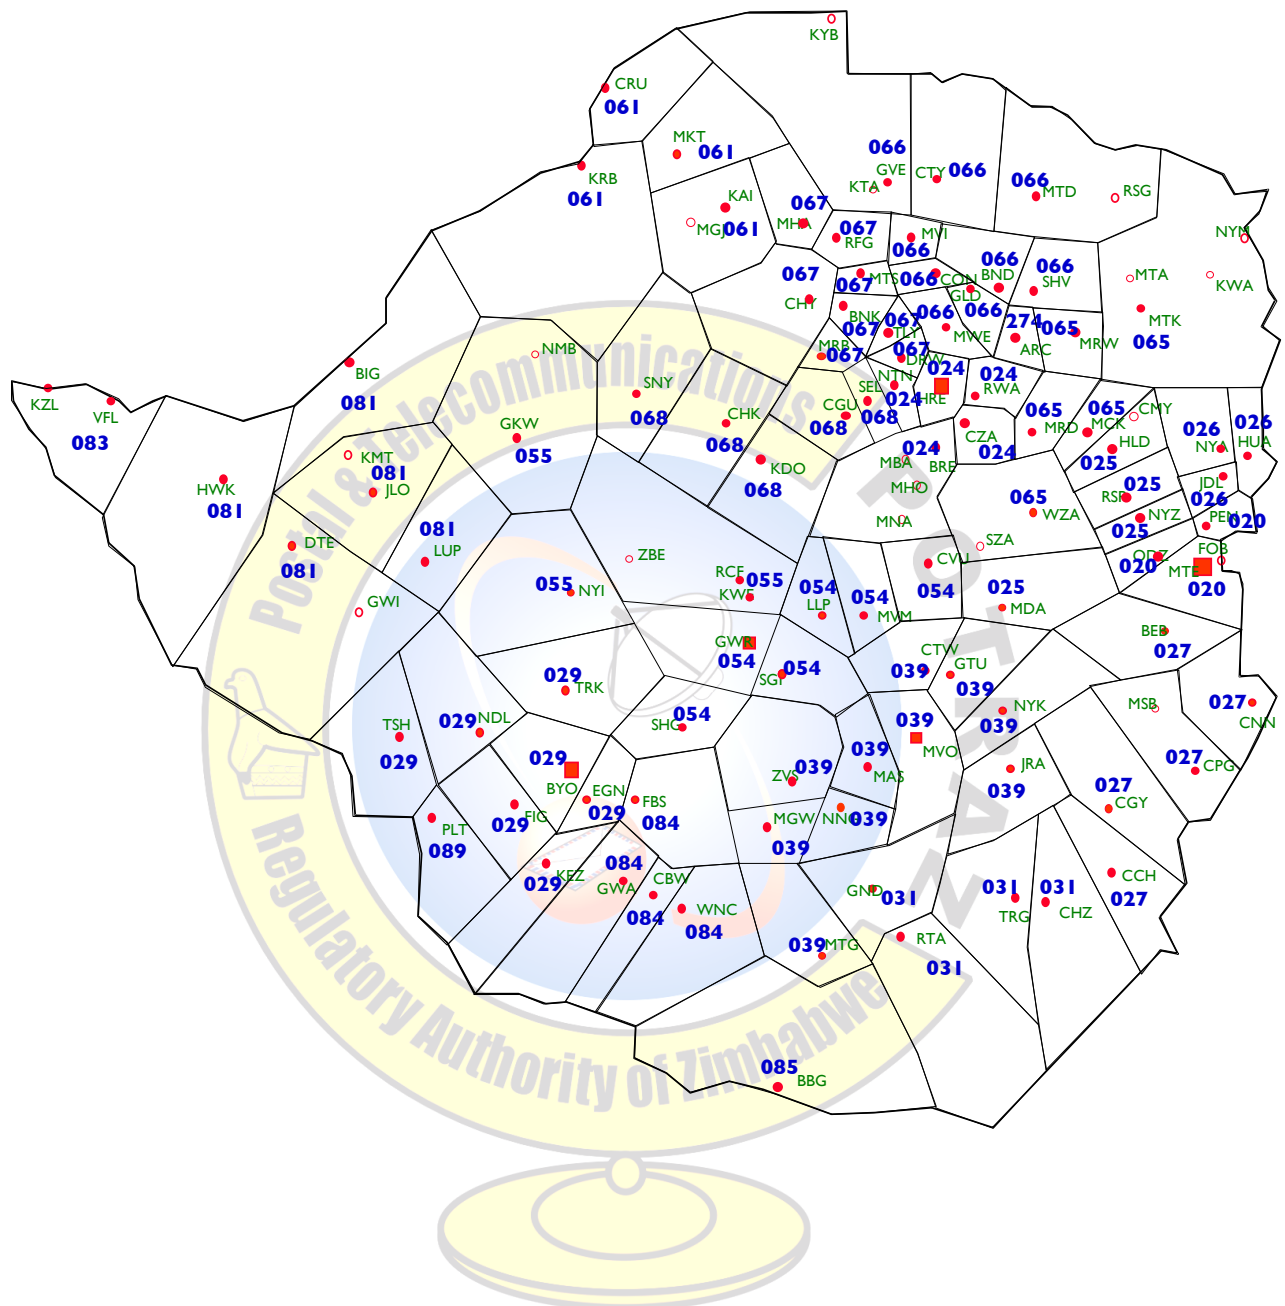 KYB
CRU
061
MKT
061
KRB
061
KAI
MGJ
061
066
GVE
KTA
CTY
066
066
MTD
RSG
067
MHA
067
RFG
MVI
066
NYM
067
CHY
MTS
067
066
CON
GLD
066
BND
066
SHV
066
MTA
KWA
MTK
065
BNK
067
067
TLY
066
MWE
274
ARC
065
MRW
MRB
067
067
DRW
NMB
BIG
081
KZL
VFL
083
SNY
068
CHK
068
CGU
068
SEL
068
NTN
024
024
HRE
024
RWA
065
MRD
065
MCK
CMY
HLD
025
026
NYA
026
HUA
GKW
055
KMT
081
JLO
HWK
081
KDO
068
024
MBA
BRE
CZA
024
MHO
MNA
065
WZA
RSP
025
025
NYZ
JDL
026
PEN
020
DTE
081
081
LUP
ZBE
SZA
ODZ
020
FOB
MTE
020
GWI
055
NYI
RCF
055
KWE
054
LLP
054
MVM
CVU
054
025
MDA
GWR
054
SGI
054
CTW
039
GTU
039
BEB
027
029
TRK
TSH
029
029
NDL
SHG
054
039
MVO
NYK
039
MSB
027
CNN
029
BYO
ZVS
039
039
MAS
JRA
039
027
CPG
EGN
029
FBS
084
029
FIG
PLT
089
MGW
039
NNG
039
027
CGY
KEZ
029
084
GWA
CBW
084
WNC
084
GND
031
031
TRG
031
CHZ
CCH
027
039
MTG
RTA
031
085
BBG
Postal & Telecommunications
Regulatory Authority of Zimbabwe
POTRAZ